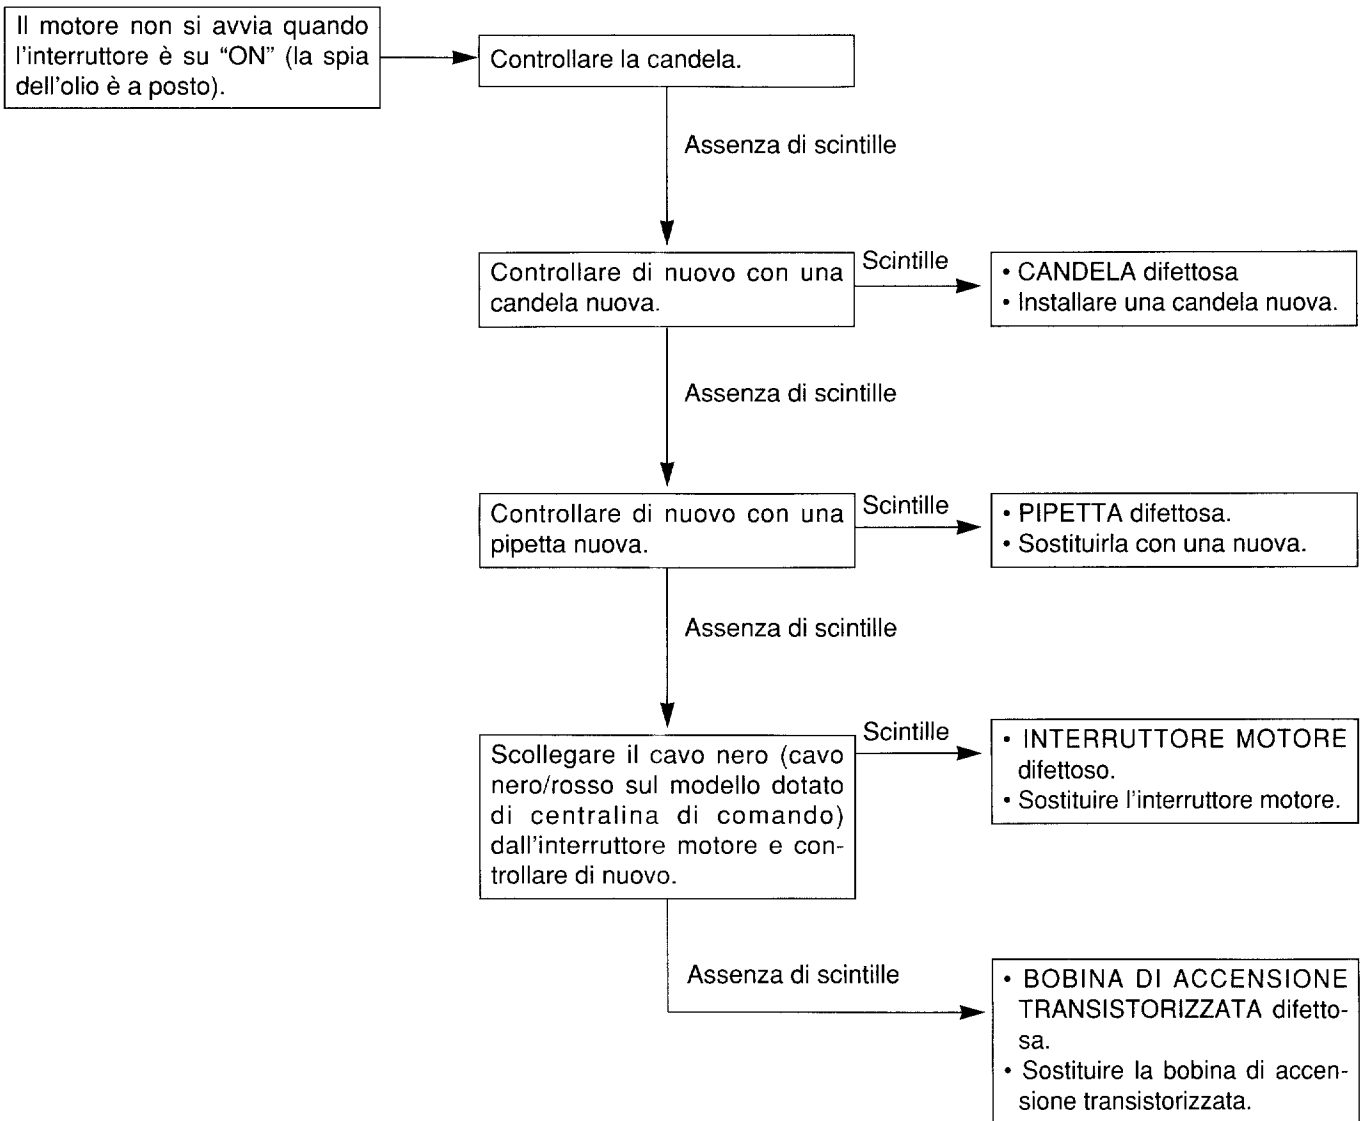 Il motore non si avvia quando
l'interruttore è su “ON” (la spia
dell'olio è a posto).
Controllare la candela.
Assenza di scintille
Controllare di nuovo con una
candela nuova.
Scintille
• CANDELA difettosa
• Installare una candela nuova.
Assenza di scintille
Controllare di nuovo con una
pipetta nuova.
Scintille
• PIPETTA difettosa.
• Sostituirla con una nuova.
Assenza di scintille
Scollegare il cavo nero (cavo
nero/rosso sul modello dotato
di centralina di comando)
dall'interruttore motore e con-
trollare di nuovo.
Scintille
• INTERRUTTORE MOTORE
difettoso.
• Sostituire l'interruttore motore.
Assenza di scintille
• BOBINA DI ACCENSIONE
TRANSISTORIZZATA difetto-
sa.
• Sostituire la bobina di accen-
sione transistorizzata.